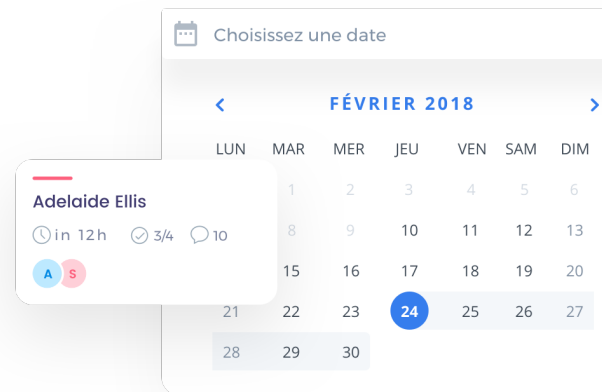 Choisissez une date
FÉVRIER 2018
LUN MAR MER JEU VEN SAM DIM
1 2 3 4 5 6
8 9 10 11 12 13
15 16 17 18 19 20
21 22 23 24 25 26 27
28 29 30
Adelaide Ellis
in 12h 3/4 10
A S